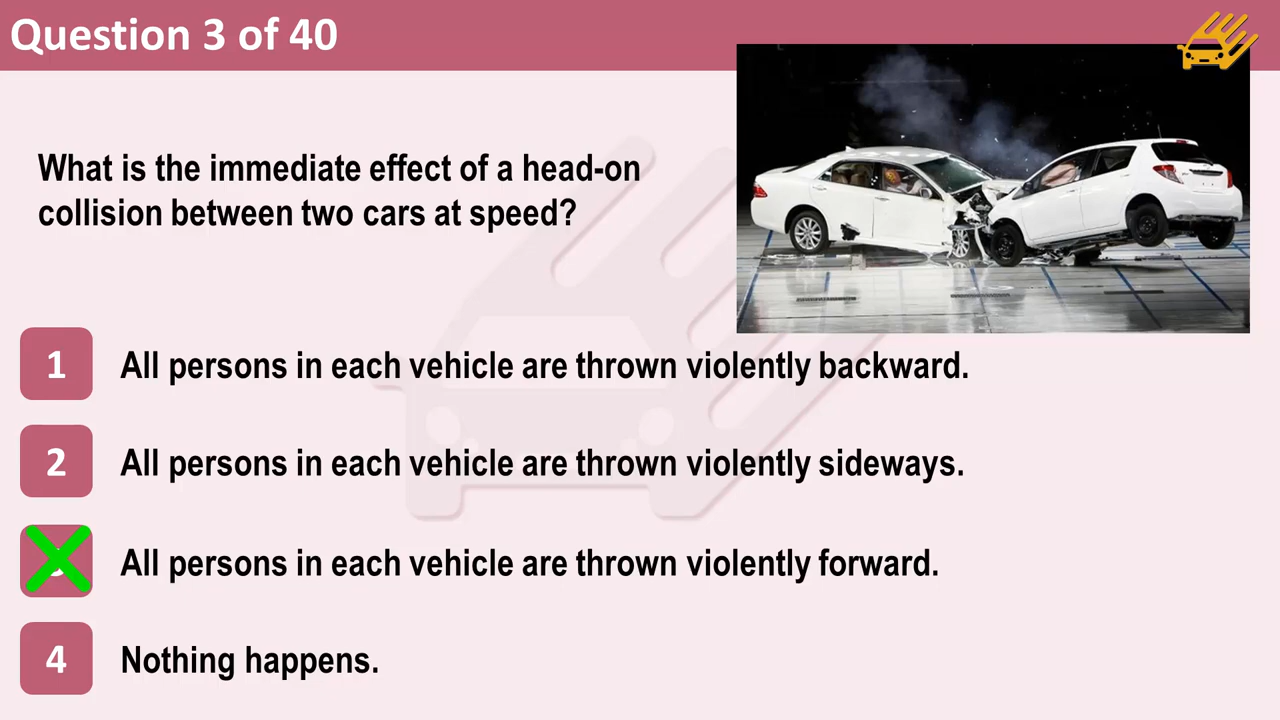 Question 3 of 40
What is the immediate effect of a head-on
collision between two cars at speed?
1 All persons in each vehicle are thrown violently backward.
2 All persons in each vehicle are thrown violently sideways.
All persons in each vehicle are thrown violently forward.
4 Nothing happens.